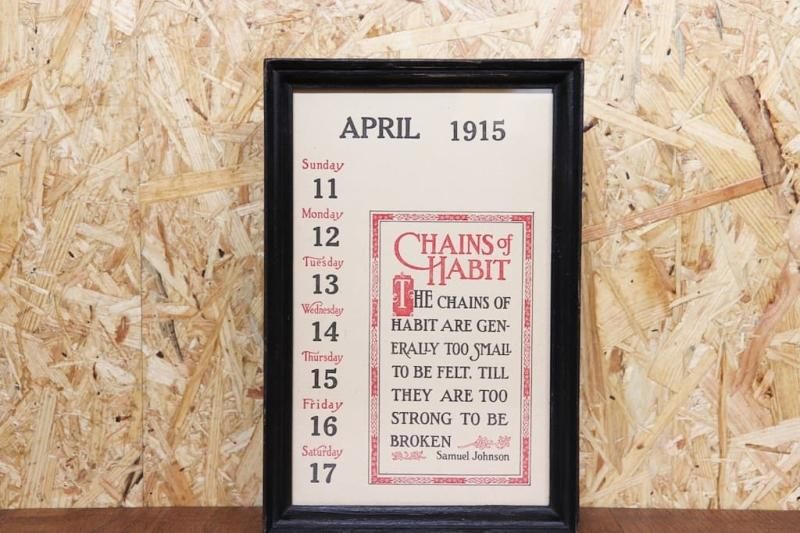 APRIL 1915
Sunday
11
Monday
12
Tuesday
13
Wednesday
14
Thursday
15
Friday
16
Saturday
17
CHAINS of
HABIT
THE CHAINS OF
HABIT ARE GEN-
ERALLY TOO SMALL
TO BE FELT, TILL
THEY ARE TOO
STRONG TO BE
BROKEN
Samuel Johnson